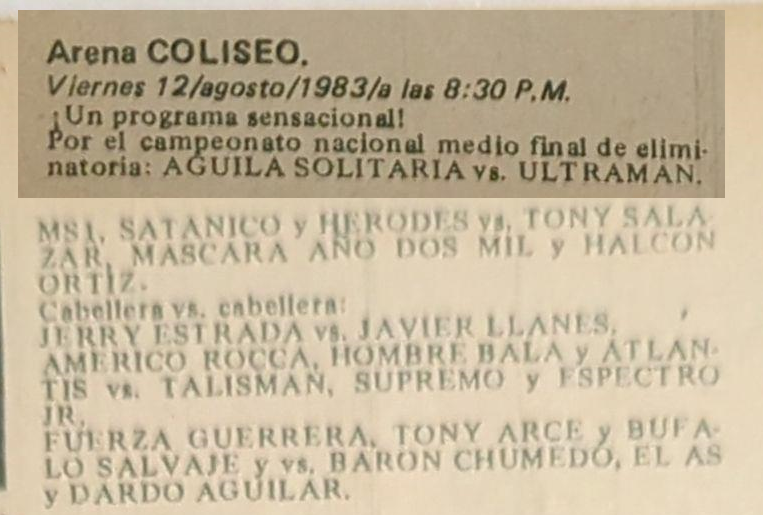 Arena COLISEO.
Viernes 12/agosto/1983/a las 8:30 P.M.
¡Un programa sensacional!
Por el campeonato nacional medio final de elimi-
natoria: AGUILA SOLITARIA vs. ULTRAMAN.
MS1, SATANICO y HERODES vs. TONY SALA-
ZAR, MASCARA AÑO DOS MIL y HALCON
ORTIZ.
Cabellera vs. cabellera:
JERRY ESTRADA vs. JAVIER LLANES.
AMERICO ROCCA, HOMBRE BALA y ATLAN-
TIS vs. TALISMAN, SUPREMO y ESPECTRO
JR.
FUERZA GUERRERA, TONY ARCE y BUFA-
LO SALVAJE y vs. BARON CHUMEDO, EL AS
y DARDO AGUILAR.